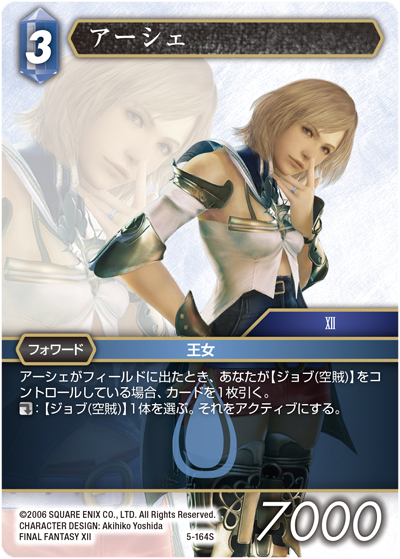 3
アーシェ
XII
フォワード
王女
アーシェがフィールドに出たとき、あなたが【ジョブ(空賊)】をコ
ントロールしている場合、カードを1枚引く。
:【ジョブ(空賊)】1体を選ぶ。それをアクティブにする。
©2006 SQUARE ENIX CO., LTD. All Rights Reserved.
CHARACTER DESIGN: Akihiko Yoshida
FINAL FANTASY XII
5-164S
7000